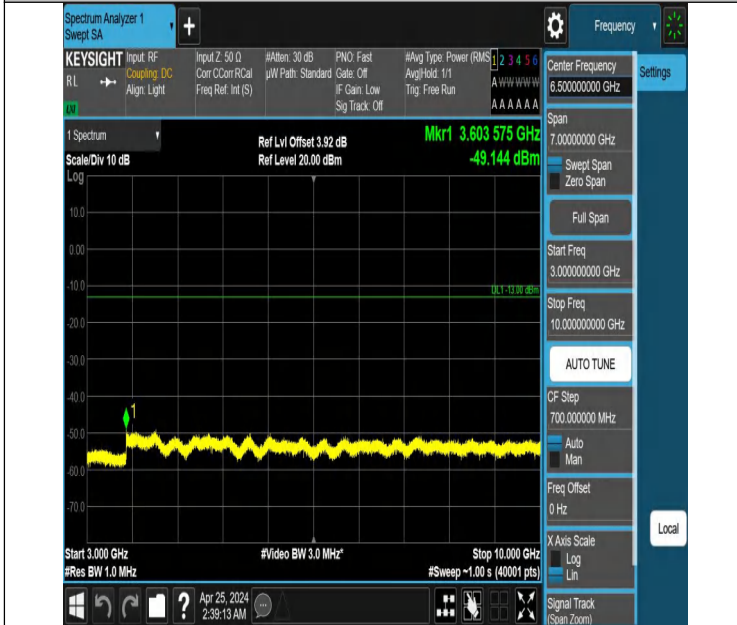 Spectrum Analyzer 1
Swept SA
+
Frequency
KEYSIGHT
RL
Input: RF
Coupling: DC
Align: Light
Input Z: 50 Ω
Corr CCorr RCal
Freq Ref: Int (S)
#Atten: 30 dB
µW Path: Standard
PNO: Fast
Gate: Off
IF Gain: Low
Sig Track: Off
#Avg Type: Power (RMS
Avg|Hold: 1/1
Trig: Free Run
1 2 3 4 5 6
A W W W W W
A A A A A A
1 Spectrum
Scale/Div 10 dB
Ref Lvl Offset 3.92 dB
Ref Level 20.00 dBm
Mkr1 3.603 575 GHz
-49.144 dBm
Log
10.0
0.00
-10.0
DL1 -13.00 dBm
-20.0
-30.0
-40.0
1
-50.0
-60.0
-70.0
Start 3.000 GHz
#Res BW 1.0 MHz
#Video BW 3.0 MHz*
Stop 10.000 GHz
#Sweep ~1.00 s (40001 pts)
?
Apr 25, 2024
2:39:13 AM
Center Frequency
6.500000000 GHz
Settings
Span
7.00000000 GHz
Swept Span
Zero Span
Full Span
Start Freq
3.000000000 GHz
Stop Freq
10.000000000 GHz
AUTO TUNE
CF Step
700.000000 MHz
Auto
Man
Freq Offset
0 Hz
X Axis Scale
Log
Lin
Local
Signal Track
(Span Zoom)